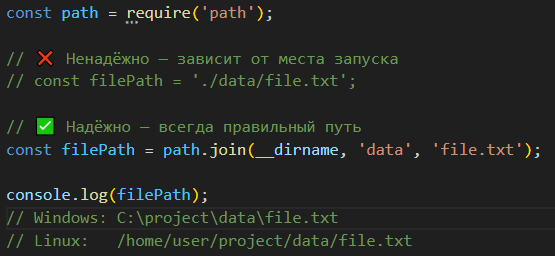 const path = require('path');
// ❌ Ненадёжно — зависит от места запуска
// const filePath = './data/file.txt';
// ✅ Надёжно — всегда правильный путь
const filePath = path.join(__dirname, 'data', 'file.txt');
console.log(filePath);
// Windows: C:\project\data\file.txt
// Linux:   /home/user/project/data/file.txt